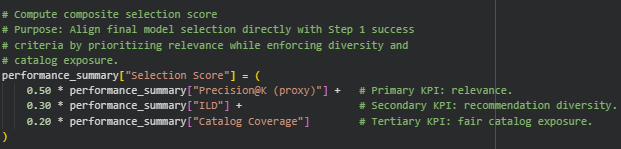 # Compute composite selection score
# Purpose: Align final model selection directly with Step 1 success
# criteria by prioritizing relevance while enforcing diversity and
# catalog exposure.
performance_summary["Selection Score"] = (
    0.50 * performance_summary["Precision@K (proxy)"] +   # Primary KPI: relevance.
    0.30 * performance_summary["ILD"] +                   # Secondary KPI: recommendation diversity.
    0.20 * performance_summary["Catalog Coverage"]        # Tertiary KPI: fair catalog exposure.
)